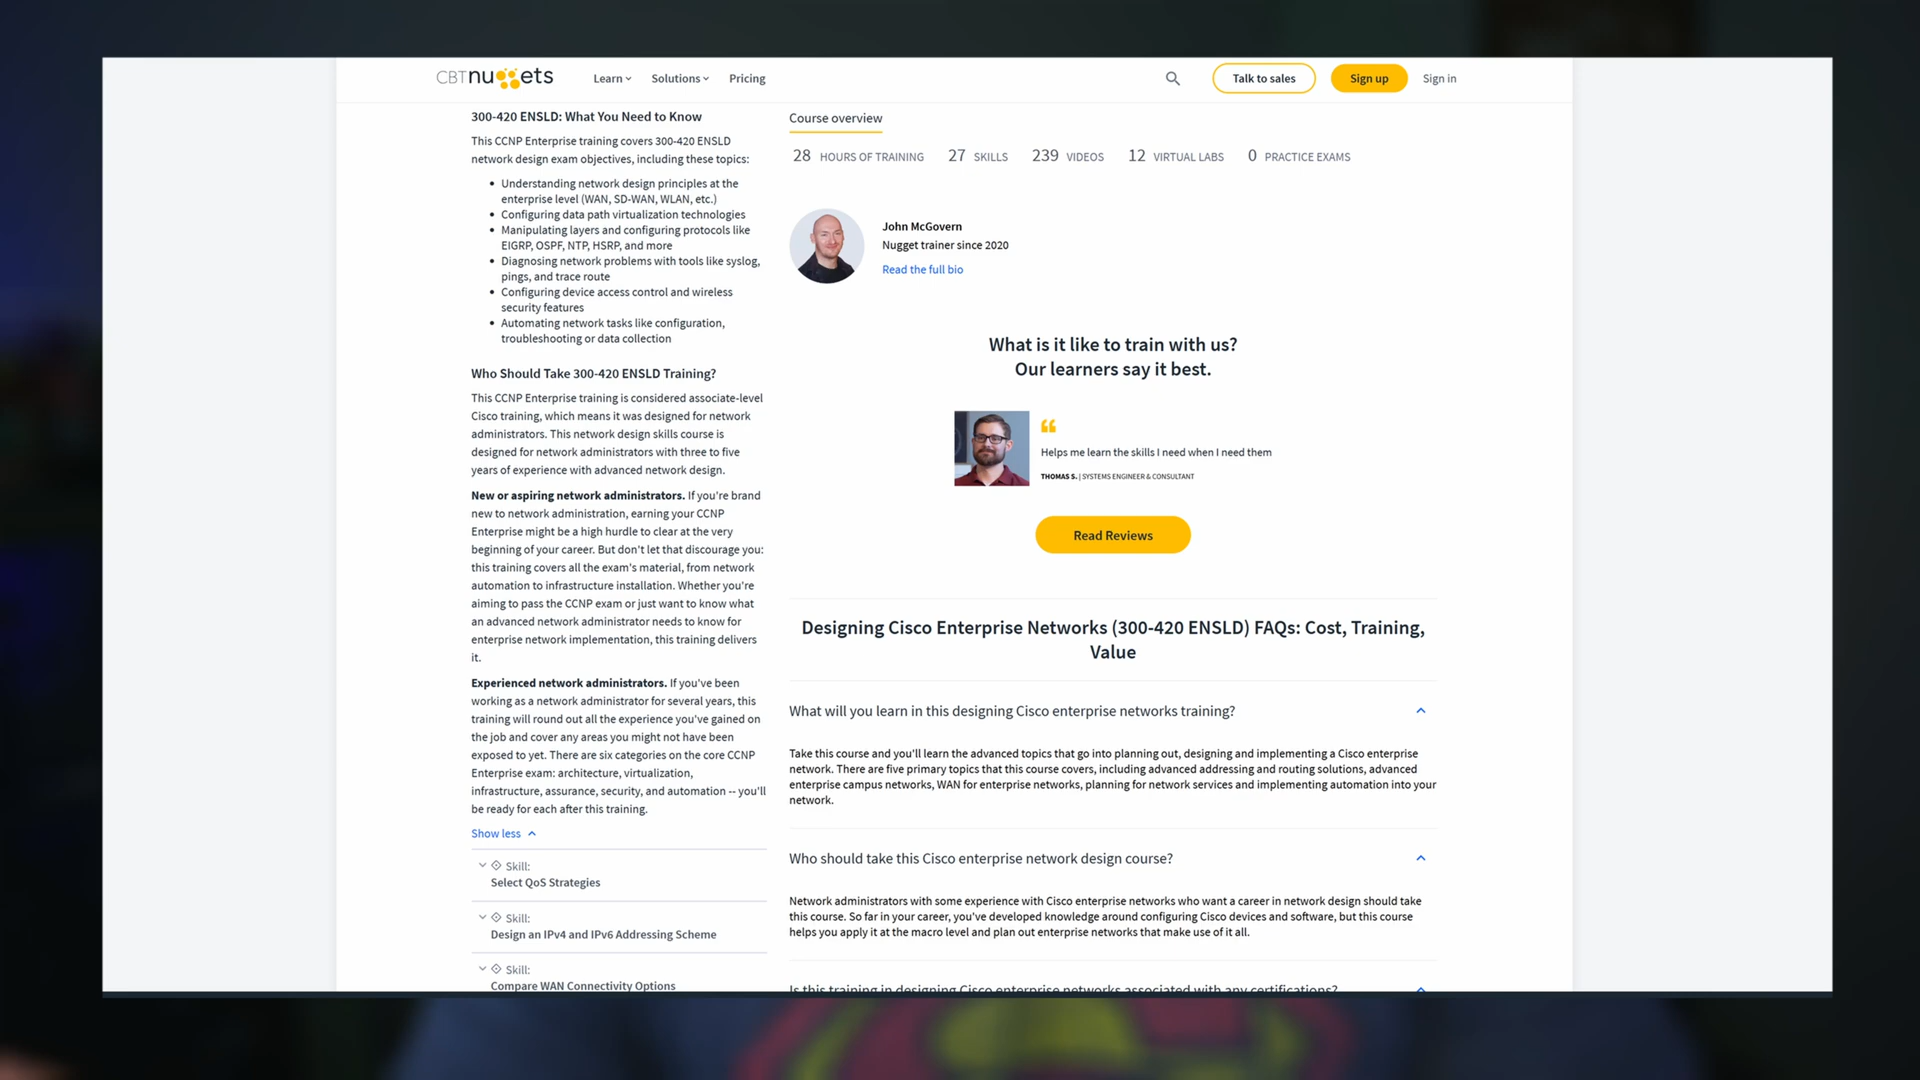 CBTnuggets
Learn
Solutions
Pricing
Talk to sales
Sign up
Sign in
300-420 ENSLD: What You Need to Know
This CCNP Enterprise training covers 300-420 ENSLD
network design exam objectives, including these topics:
• Understanding network design principles at the
enterprise level (WAN, SD-WAN, WLAN, etc.)
• Configuring data path virtualization technologies
• Manipulating layers and configuring protocols like
EIGRP, OSPF, NTP, HSRP, and more
• Diagnosing network problems with tools like syslog,
pings, and trace route
• Configuring device access control and wireless
security features
• Automating network tasks like configuration,
troubleshooting or data collection
Who Should Take 300-420 ENSLD Training?
This CCNP Enterprise training is considered associate-level
Cisco training, which means it was designed for network
administrators. This network design skills course is
designed for network administrators with three to five
years of experience with advanced network design.
New or aspiring network administrators. If you're brand
new to network administration, earning your CCNP
Enterprise might be a high hurdle to clear at the very
beginning of your career. But don't let that discourage you:
this training covers all the exam's material, from network
automation to infrastructure installation. Whether you're
aiming to pass the CCNP exam or just want to know what
an advanced network administrator needs to know for
enterprise network implementation, this training delivers
it.
Experienced network administrators. If you've been
working as a network administrator for several years, this
training will round out all the experience you've gained on
the job and cover any areas you might not have been
exposed to yet. There are six categories on the core CCNP
Enterprise exam: architecture, virtualization,
infrastructure, assurance, security, and automation -- you'll
be ready for each after this training.
Show less
Skill:
Select QoS Strategies
Skill:
Design an IPv4 and IPv6 Addressing Scheme
Skill:
Compare WAN Connectivity Options
Course overview
28 HOURS OF TRAINING 27 SKILLS 239 VIDEOS 12 VIRTUAL LABS 0 PRACTICE EXAMS
John McGovern
Nugget trainer since 2020
Read the full bio
What is it like to train with us?
Our learners say it best.
“
Helps me learn the skills I need when I need them
THOMAS S. | SYSTEMS ENGINEER & CONSULTANT
Read Reviews
Designing Cisco Enterprise Networks (300-420 ENSLD) FAQs: Cost, Training,
Value
What will you learn in this designing Cisco enterprise networks training?
Take this course and you'll learn the advanced topics that go into planning out, designing and implementing a Cisco enterprise
network. There are five primary topics that this course covers, including advanced addressing and routing solutions, advanced
enterprise campus networks, WAN for enterprise networks, planning for network services and implementing automation into your
network.
Who should take this Cisco enterprise network design course?
Network administrators with some experience with Cisco enterprise networks who want a career in network design should take
this course. So far in your career, you've developed knowledge around configuring Cisco devices and software, but this course
helps you apply it at the macro level and plan out enterprise networks that make use of it all.
Is this training in designing Cisco enterprise networks associated with any certifications?